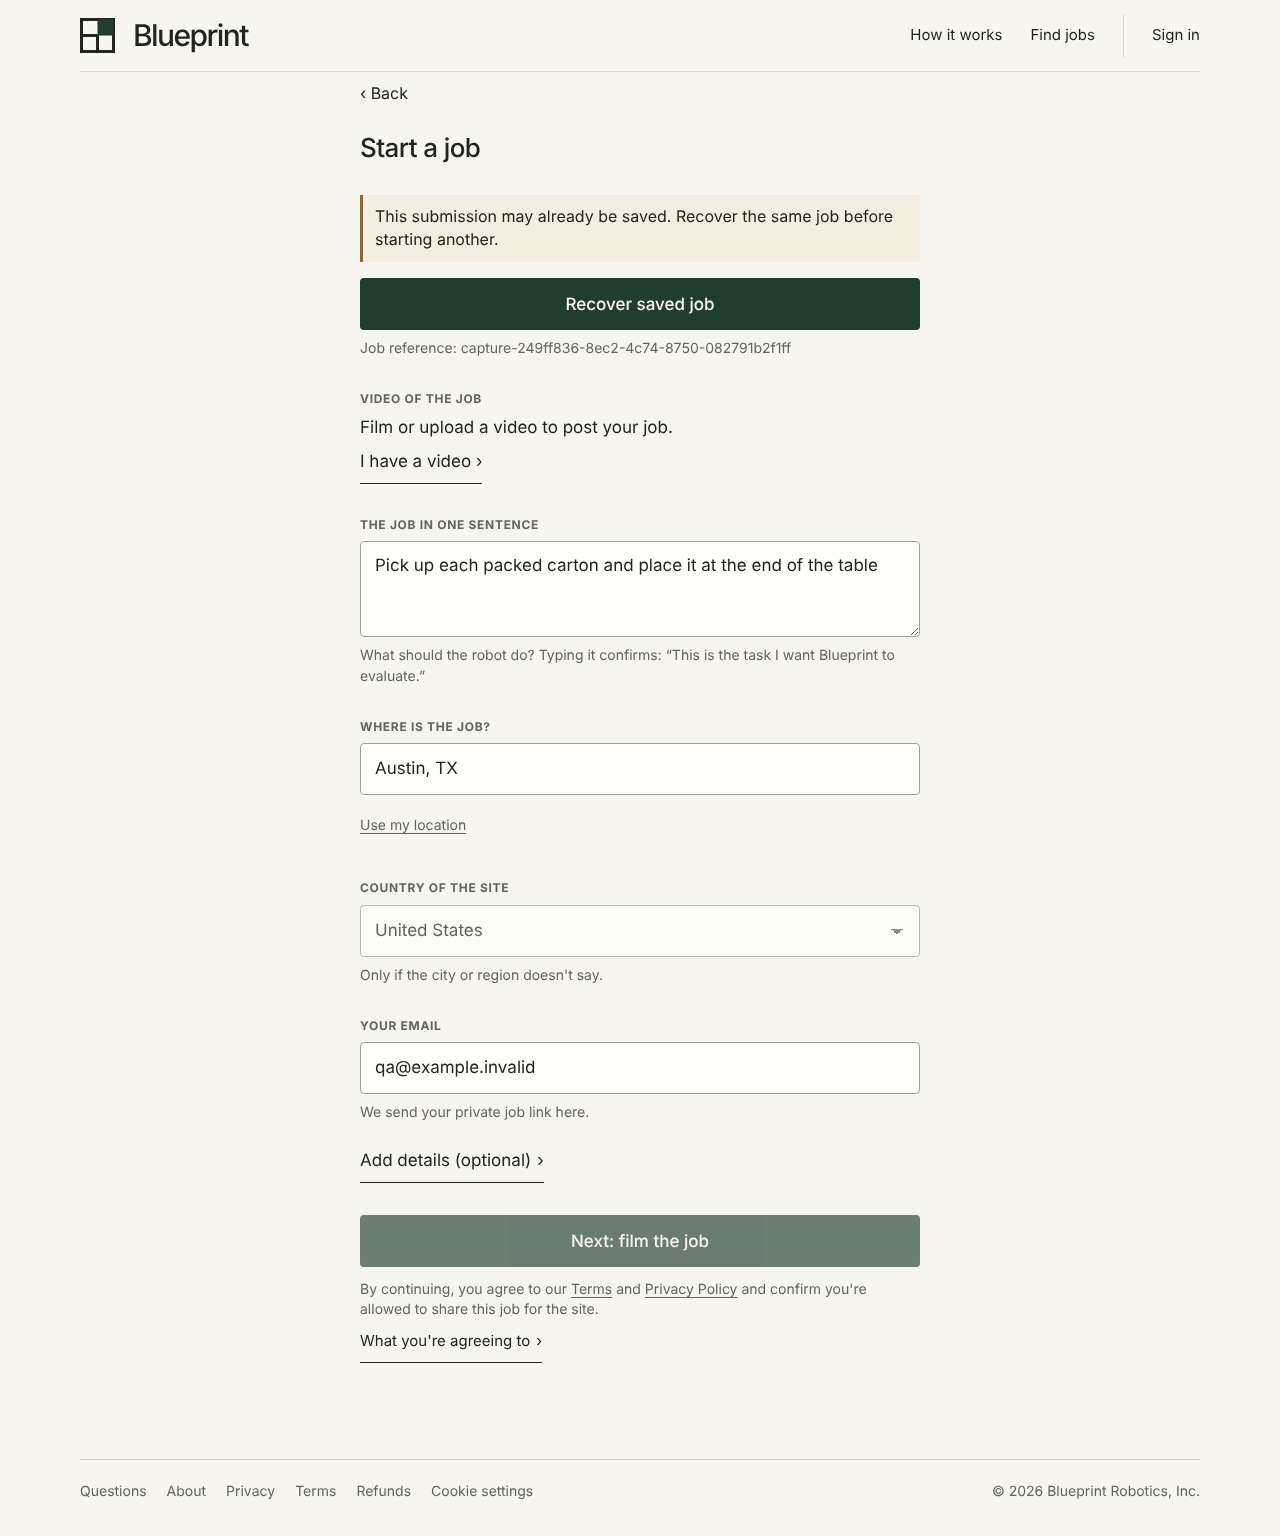 Blueprint
How it works
Find jobs
Sign in
‹ Back
Start a job
This submission may already be saved. Recover the same job before
starting another.
Recover saved job
Job reference: capture-249ff836-8ec2-4c74-8750-082791b2f1ff
VIDEO OF THE JOB
Film or upload a video to post your job.
I have a video ›
THE JOB IN ONE SENTENCE
Pick up each packed carton and place it at the end of the table
What should the robot do? Typing it confirms: “This is the task I want Blueprint to
evaluate.”
WHERE IS THE JOB?
Austin, TX
Use my location
COUNTRY OF THE SITE
United States
Only if the city or region doesn't say.
YOUR EMAIL
qa@example.invalid
We send your private job link here.
Add details (optional) ›
Next: film the job
By continuing, you agree to our Terms and Privacy Policy and confirm you're
allowed to share this job for the site.
What you're agreeing to ›
Questions
About
Privacy
Terms
Refunds
Cookie settings
© 2026 Blueprint Robotics, Inc.